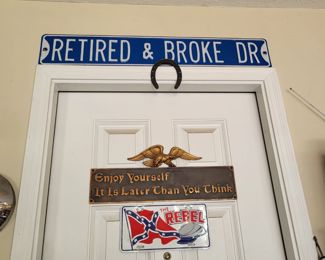 RETIRED & BROKE DR
Enjoy Yourself
It Is Later Than You Think
THE
REBEL